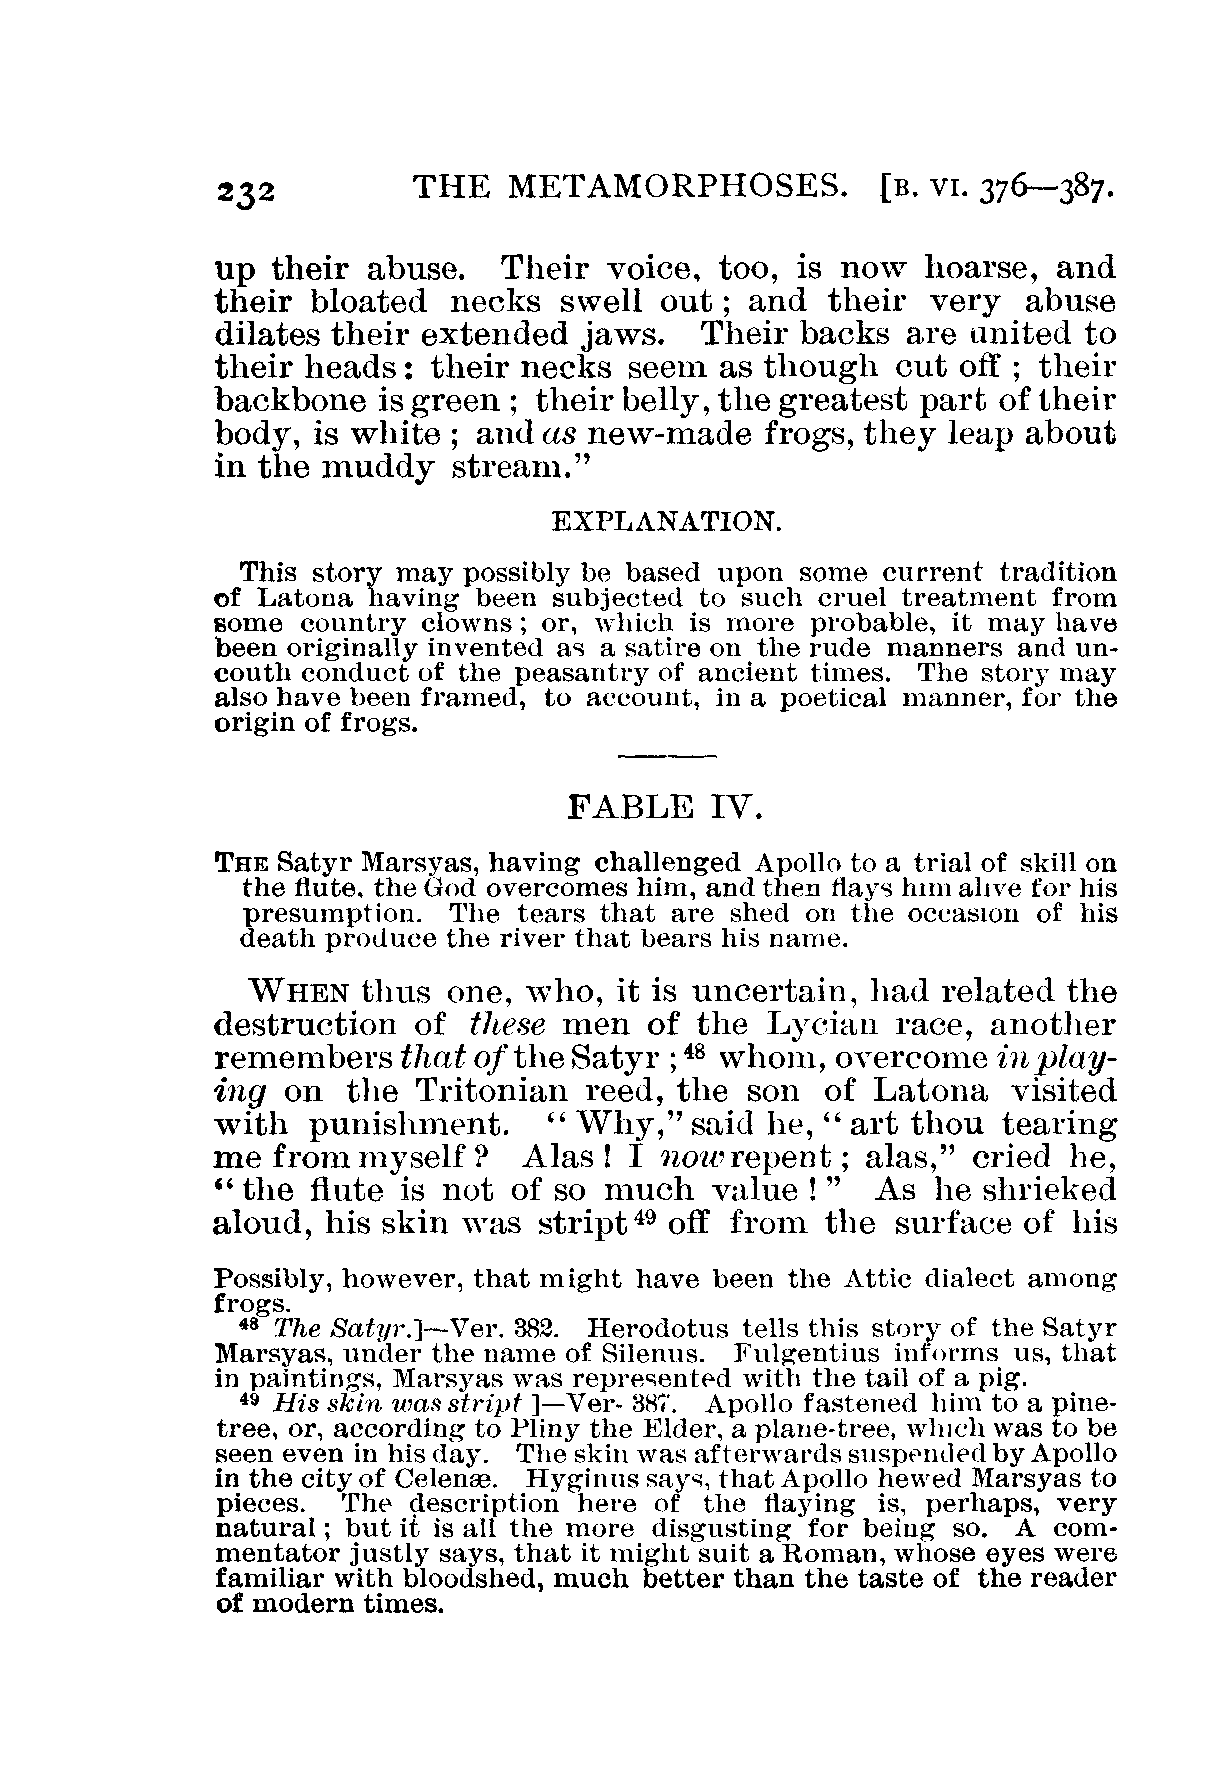 232 THE METAMORPHOSES. [B. VI. 376—387.
up their abuse. Their voice, too, is now hoarse, and
their bloated necks swell out ; and their very abuse
dilates their extended jaws. Their backs are united to
their heads : their necks seem as though cut off ; their
backbone is green ; their belly, the greatest part of their
body, is white ; and as new-made frogs, they leap about
in the muddy stream.”
EXPLANATION.
This story may possibly be based upon some current tradition
of Latona having been subjected to such cruel treatment from
some country clowns ; or, which is more probable, it may have
been originally invented as a satire on the rude manners and un-
couth conduct of the peasantry of ancient times. The story may
also have been framed, to account, in a poetical manner, for the
origin of frogs.
FABLE IV.
THE Satyr Marsyas, having challenged Apollo to a trial of skill on
the flute, the God overcomes him, and then flays him alive for his
presumption. The tears that are shed on the occasion of his
death produce the river that bears his name.
WHEN thus one, who, it is uncertain, had related the
destruction of these men of the Lycian race, another
remembers that of the Satyr ;⁴⁸ whom, overcome in play-
ing on the Tritonian reed, the son of Latona visited
with punishment. “ Why,” said he, “ art thou tearing
me from myself ? Alas ! I now repent ; alas,” cried he,
“ the flute is not of so much value ! ” As he shrieked
aloud, his skin was stript⁴⁹ off from the surface of his
Possibly, however, that might have been the Attic dialect among
frogs.
⁴⁸ The Satyr.]—Ver. 382. Herodotus tells this story of the Satyr
Marsyas, under the name of Silenus. Fulgentius informs us, that
in paintings, Marsyas was represented with the tail of a pig.
⁴⁹ His skin was stript ]—Ver- 387. Apollo fastened him to a pine-
tree, or, according to Pliny the Elder, a plane-tree, which was to be
seen even in his day. The skin was afterwards suspended by Apollo
in the city of Celenæ. Hyginus says, that Apollo hewed Marsyas to
pieces. The description here of the flaying is, perhaps, very
natural ; but it is all the more disgusting for being so. A com-
mentator justly says, that it might suit a Roman, whose eyes were
familiar with bloodshed, much better than the taste of the reader
of modern times.